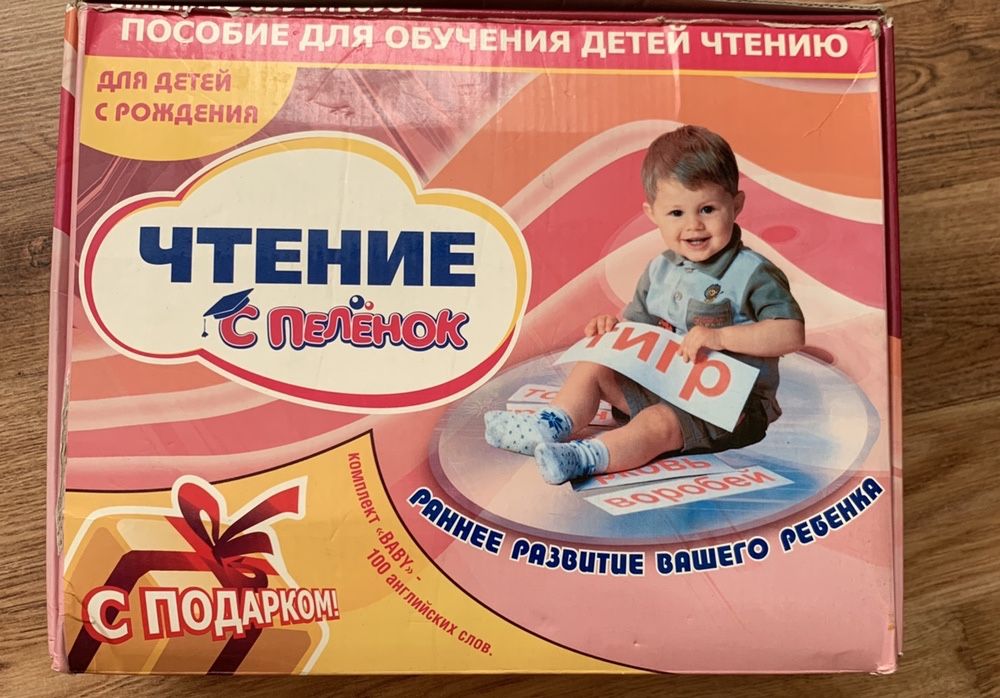 ПОСОБИЕ ДЛЯ ОБУЧЕНИЯ ДЕТЕЙ ЧТЕНИЮ
ДЛЯ ДЕТЕЙ
С РОЖДЕНИЯ
ЧТЕНИЕ
С ПЕЛЁНОК
тигр
воробей
РАННЕЕ РАЗВИТИЕ ВАШЕГО РЕБЕНКА
комплект «BABY» -
100 английских слов.
С ПОДАРКОМ!